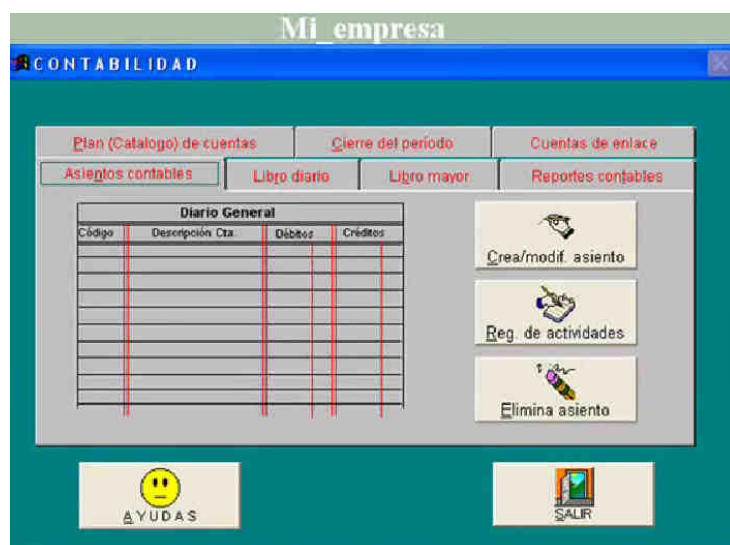 Mi_empresa
CONTABILIDAD
Plan (Catalogo) de cuentas
Cierre del período
Cuentas de enlace
Asientos contables
Libro diario
Libro mayor
Reportes contables
Diario General
Código Descripción Cta. Débitos Créditos
Crea/modif. asiento
Reg. de actividades
Elimina asiento
AYUDAS
SALIR